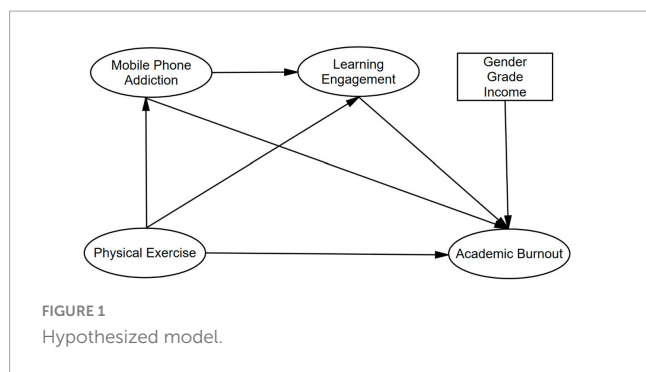 Mobile Phone
Addiction
Learning
Engagement
Gender
Grade
Income
Physical Exercise
Academic Burnout
FIGURE 1
Hypothesized model.